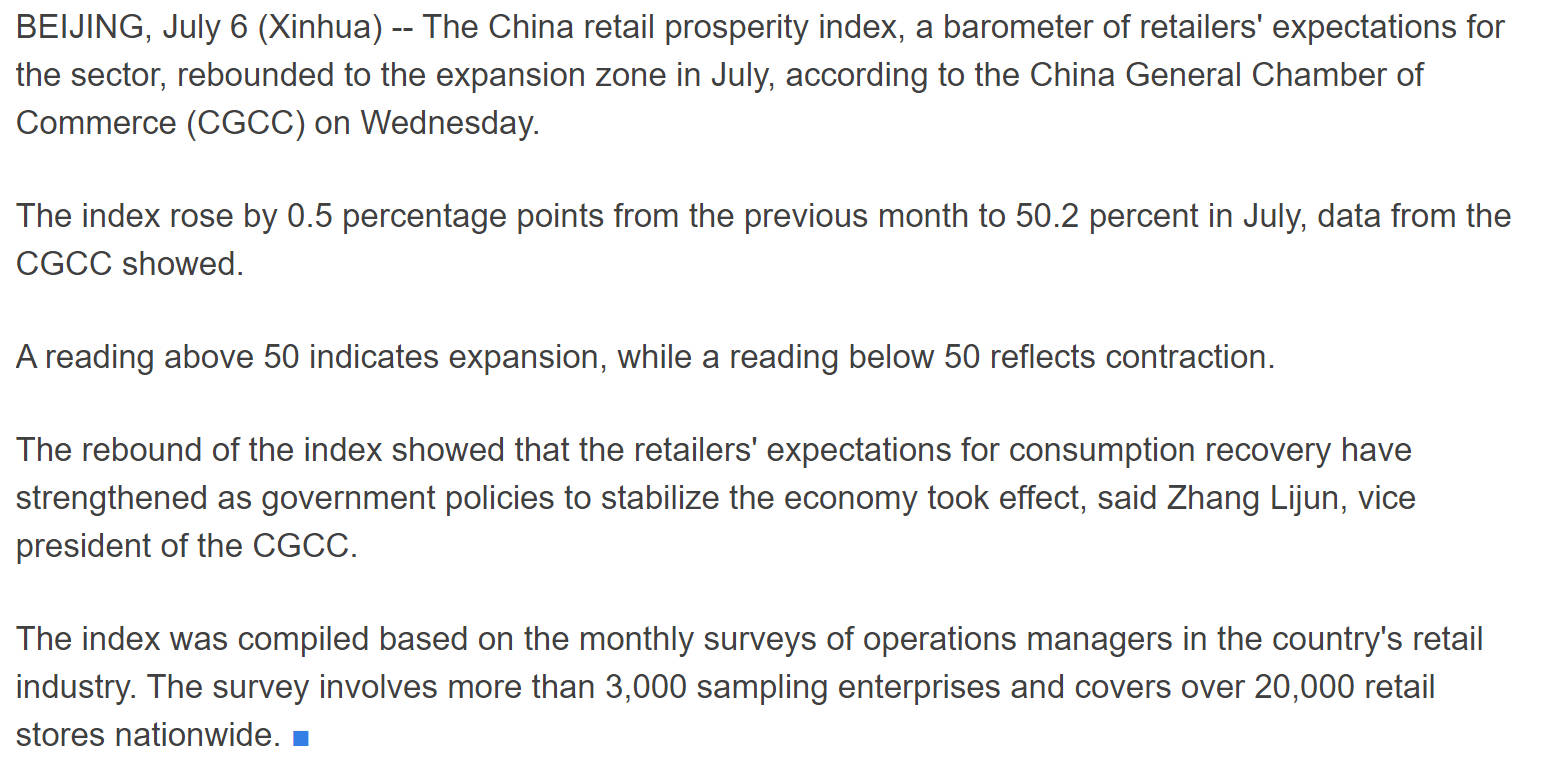 BEIJING, July 6 (Xinhua) -- The China retail prosperity index, a barometer of retailers' expectations for
the sector, rebounded to the expansion zone in July, according to the China General Chamber of
Commerce (CGCC) on Wednesday.
The index rose by 0.5 percentage points from the previous month to 50.2 percent in July, data from the
CGCC showed.
A reading above 50 indicates expansion, while a reading below 50 reflects contraction.
The rebound of the index showed that the retailers' expectations for consumption recovery have
strengthened as government policies to stabilize the economy took effect, said Zhang Lijun, vice
president of the CGCC.
The index was compiled based on the monthly surveys of operations managers in the country's retail
industry. The survey involves more than 3,000 sampling enterprises and covers over 20,000 retail
stores nationwide. ■